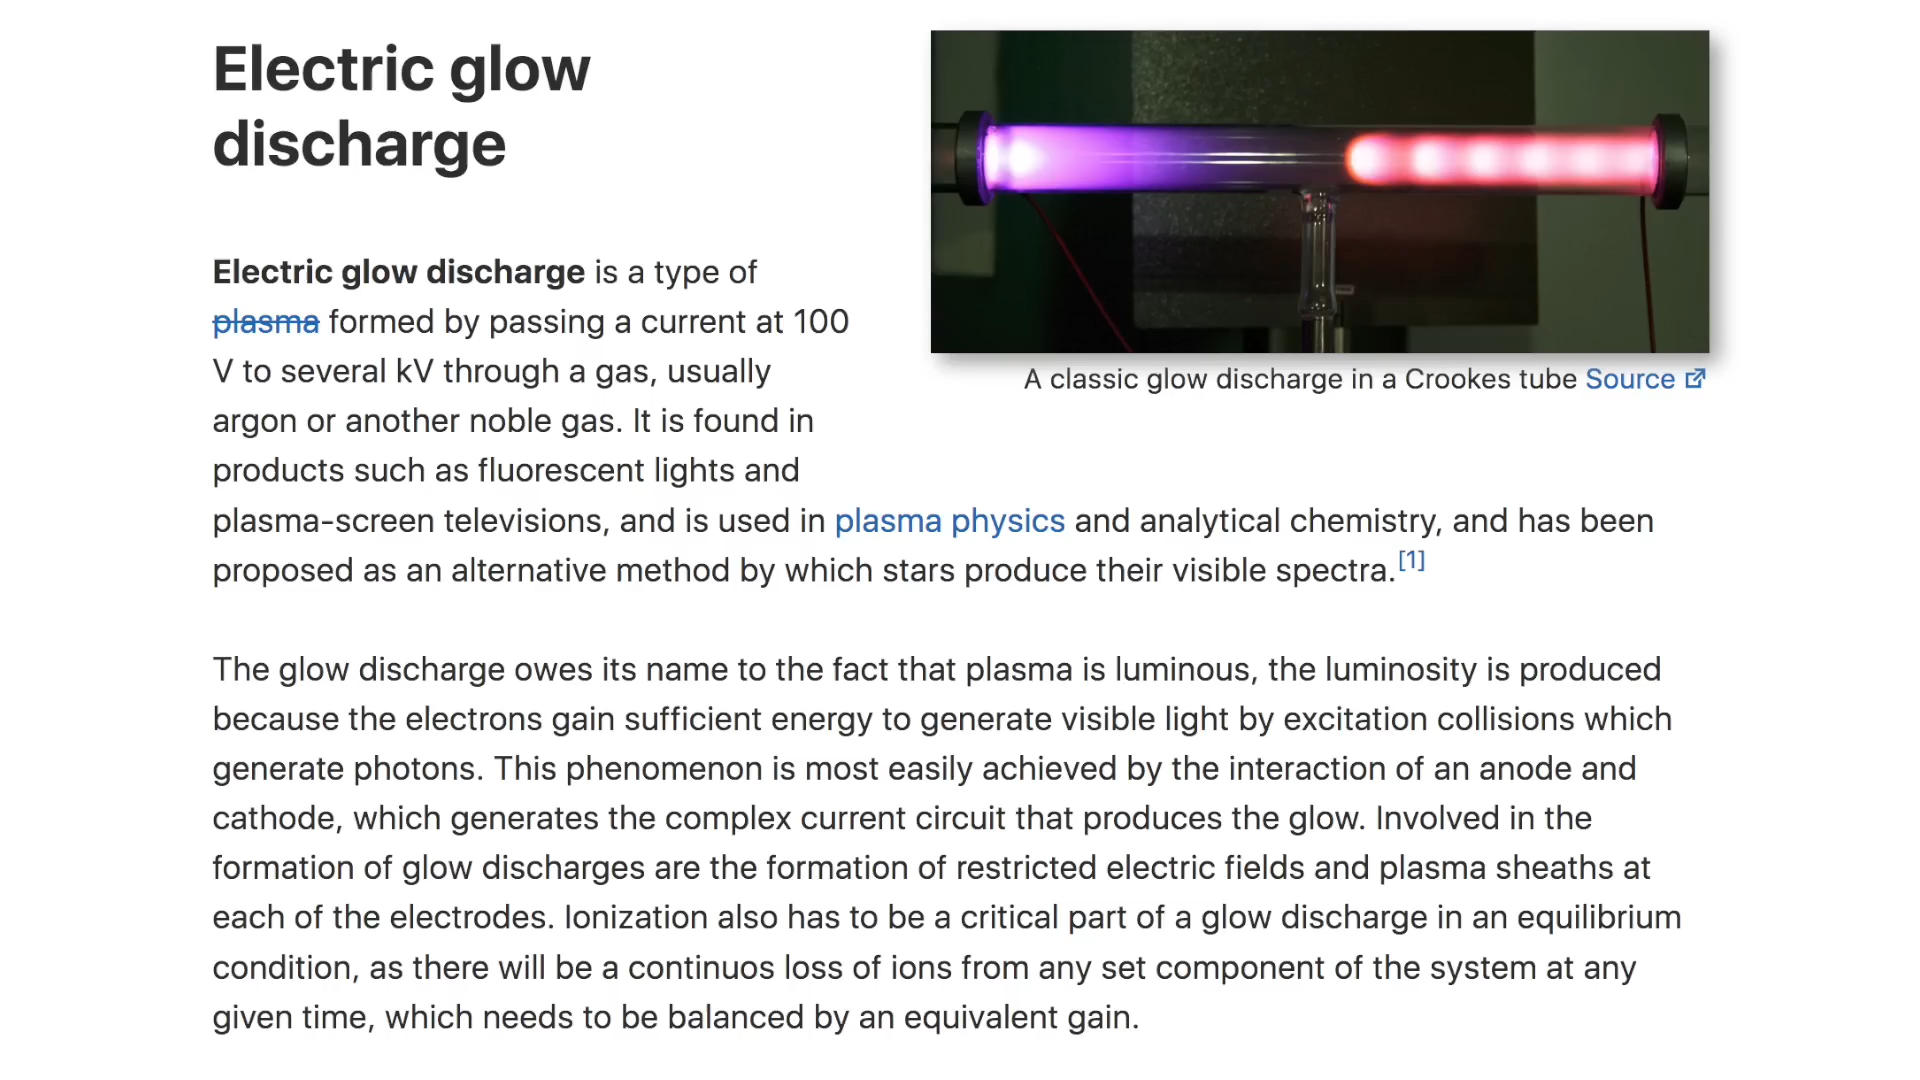 Electric glow
discharge
Electric glow discharge is a type of
plasma formed by passing a current at 100
V to several kV through a gas, usually
argon or another noble gas. It is found in
products such as fluorescent lights and
plasma-screen televisions, and is used in plasma physics and analytical chemistry, and has been
proposed as an alternative method by which stars produce their visible spectra.[1]
A classic glow discharge in a Crookes tube Source
The glow discharge owes its name to the fact that plasma is luminous, the luminosity is produced
because the electrons gain sufficient energy to generate visible light by excitation collisions which
generate photons. This phenomenon is most easily achieved by the interaction of an anode and
cathode, which generates the complex current circuit that produces the glow. Involved in the
formation of glow discharges are the formation of restricted electric fields and plasma sheaths at
each of the electrodes. Ionization also has to be a critical part of a glow discharge in an equilibrium
condition, as there will be a continuos loss of ions from any set component of the system at any
given time, which needs to be balanced by an equivalent gain.